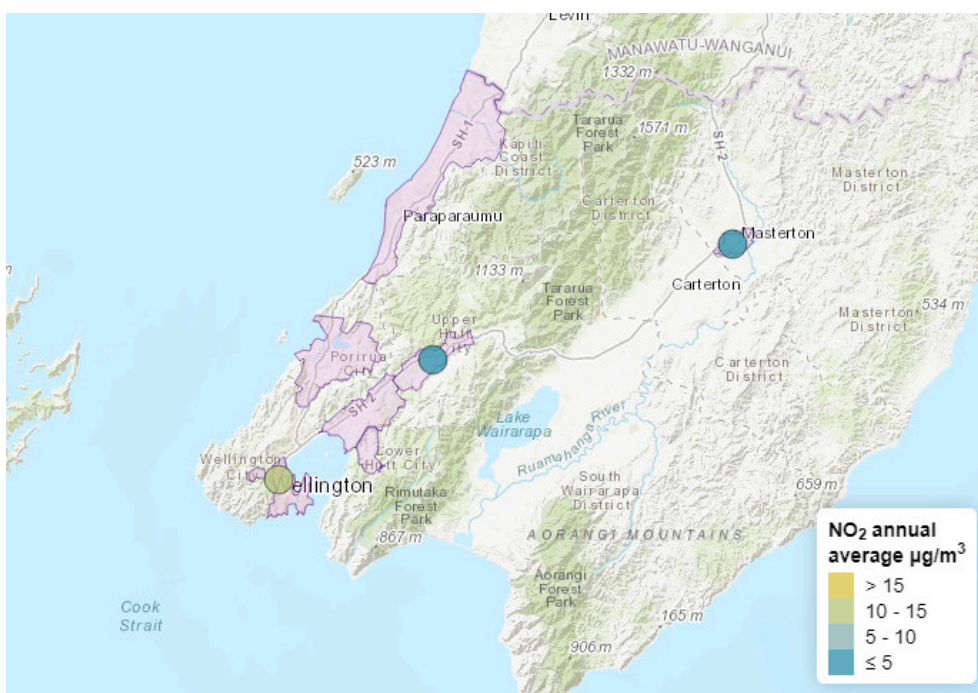 Levin
MANAWATU-WANGANUI
1332 m
Tararua
Forest
Park
1571 m
SH-1
SH-2
523 m
Kapiti
Coast
District
Masterton
District
Carterton
District
Paraparaumu
Masterton
1133 m
Carterton
Tararua
Forest
Park
534 m
Masterton
District
Upper
Hutt
City
Porirua
City
Carterton
District
SH-2
Lake
Wairarapa
Ruamahanga River
Wellington
City
Lower
Hutt City
Wellington
South
Wairarapa
District
659 m
Rimutaka
Forest
Park
867 m
AORANGI MOUNTAINS
Aorangi
Forest
Park
Cook
Strait
165 m
906 m
NO₂ annual
average µg/m³
> 15
10 - 15
5 - 10
≤ 5